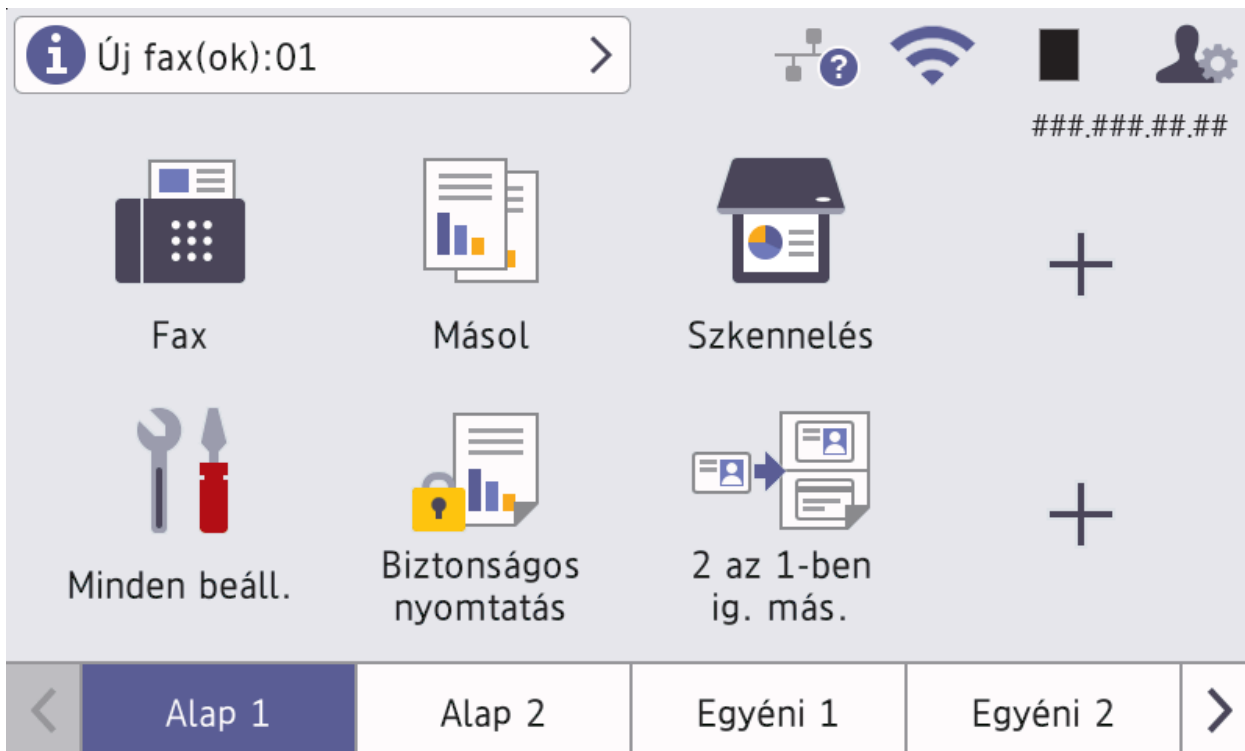 Új fax(ok):01
###.###.##.##
Fax
Másol
Szkennelés
Minden beáll.
Biztonságos
nyomtatás
2 az 1-ben
ig. más.
Alap 1
Alap 2
Egyéni 1
Egyéni 2